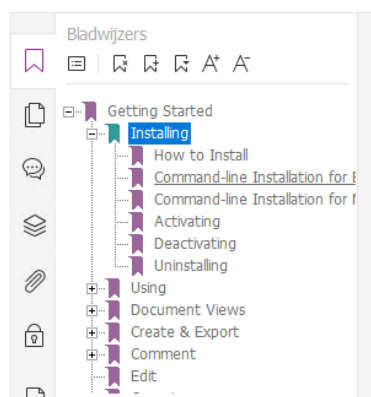 Bladwijzers
Getting Started
Installing
How to Install
Command-line Installation for
Command-line Installation for
Activating
Deactivating
Uninstalling
Using
Document Views
Create & Export
Comment
Edit